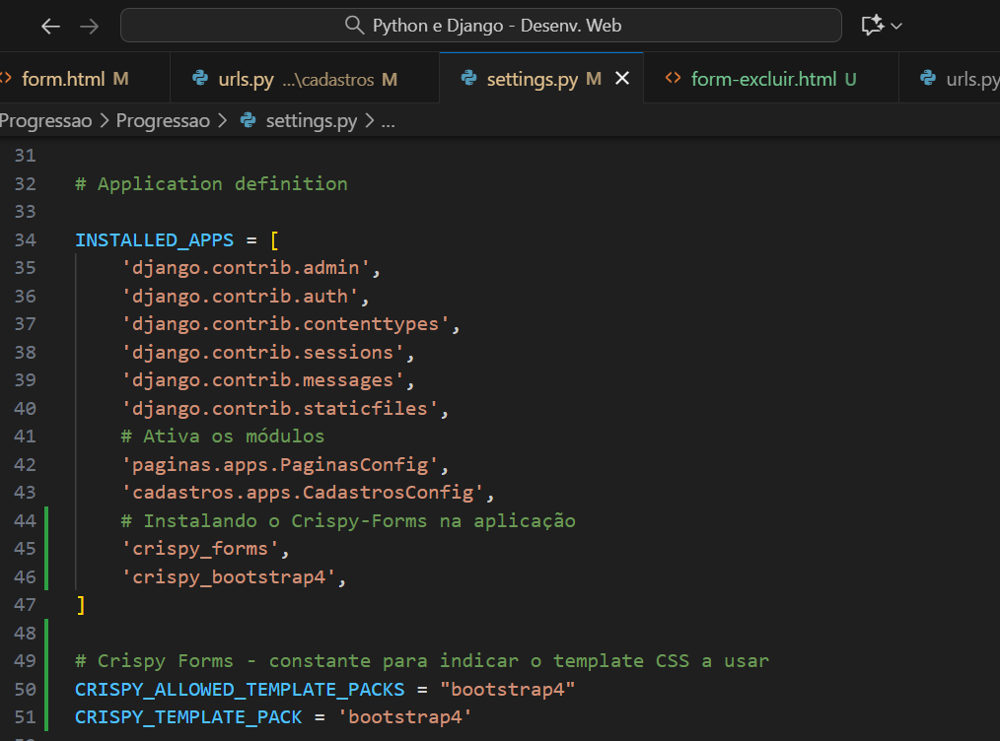 Python e Django - Desenv. Web
form.html M
urls.py ...\cadastros M
settings.py M
form-excluir.html U
urls.py
Progressao > Progressao > settings.py > ...
31
32 # Application definition
33
34 INSTALLED_APPS = [
35     'django.contrib.admin',
36     'django.contrib.auth',
37     'django.contrib.contenttypes',
38     'django.contrib.sessions',
39     'django.contrib.messages',
40     'django.contrib.staticfiles',
41     # Ativa os módulos
42     'paginas.apps.PaginasConfig',
43     'cadastros.apps.CadastrosConfig',
44     # Instalando o Crispy-Forms na aplicação
45     'crispy_forms',
46     'crispy_bootstrap4',
47 ]
48
49 # Crispy Forms - constante para indicar o template CSS a usar
50 CRISPY_ALLOWED_TEMPLATE_PACKS = "bootstrap4"
51 CRISPY_TEMPLATE_PACK = 'bootstrap4'